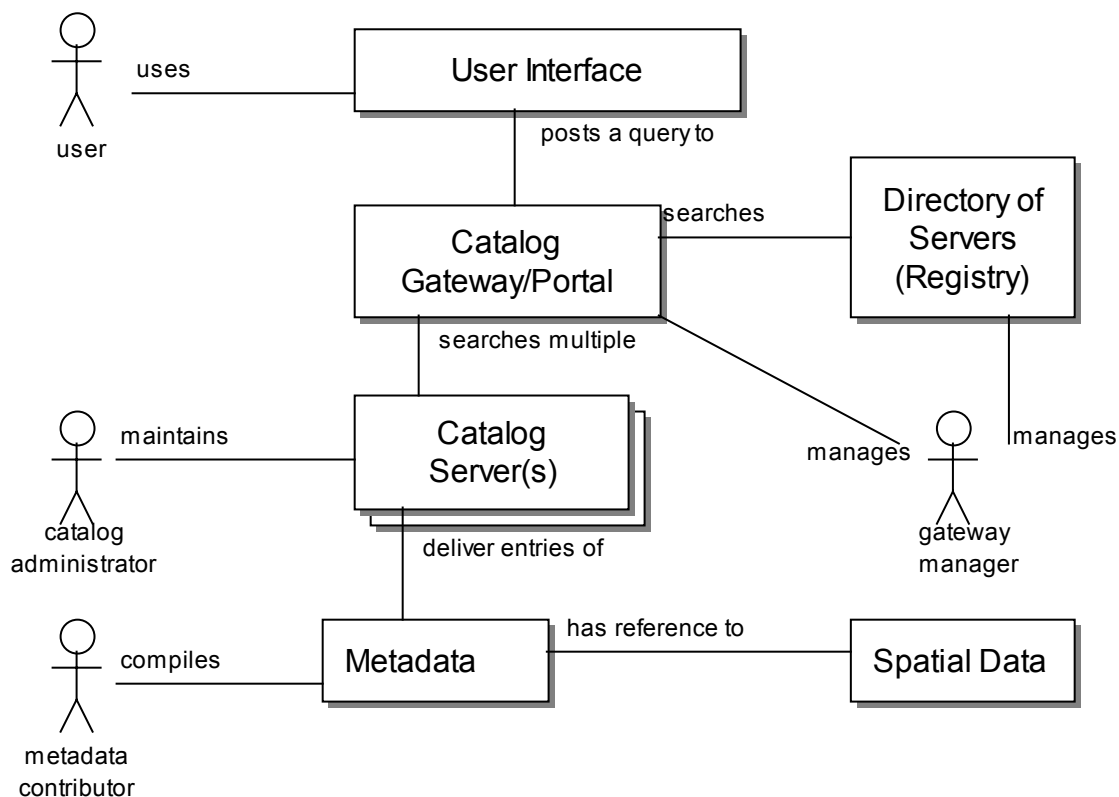 uses
User Interface
user
posts a query to
searches
Directory of
Servers
(Registry)
Catalog
Gateway/Portal
searches multiple
maintains
Catalog
Server(s)
manages
manages
catalog
administrator
deliver entries of
gateway
manager
compiles
Metadata
has reference to
Spatial Data
metadata
contributor